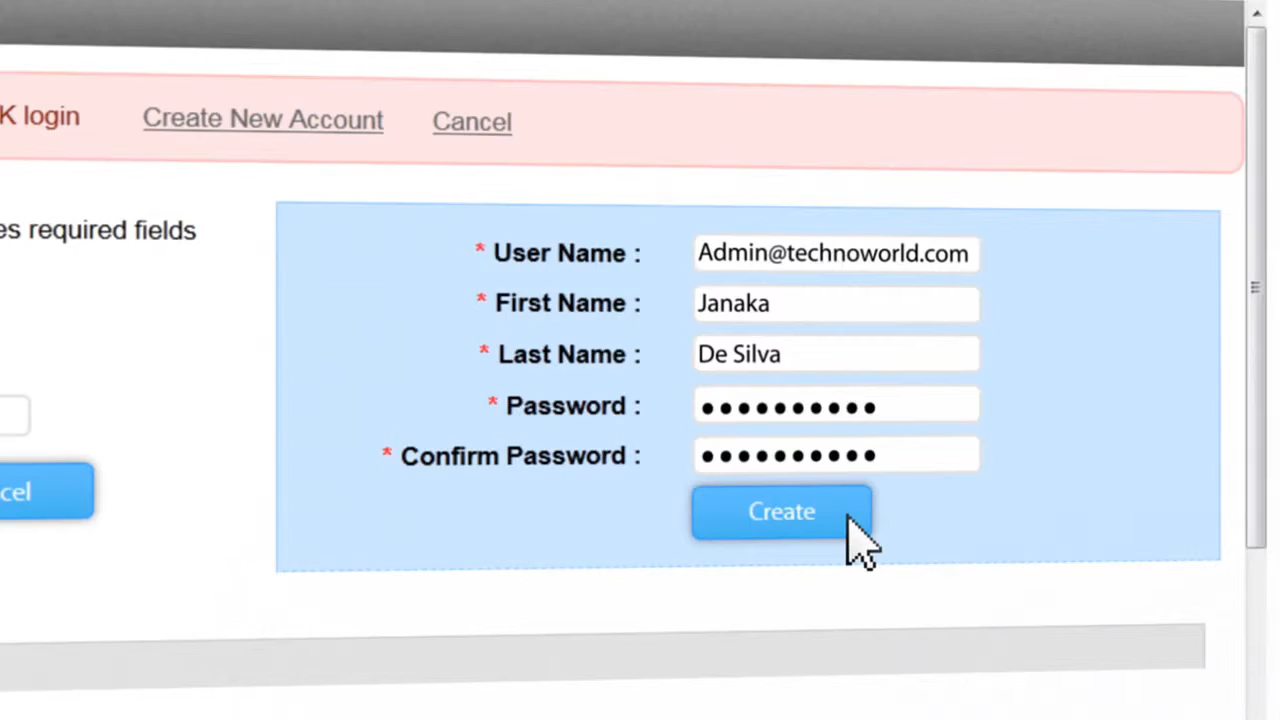 K login Create New Account Cancel
es required fields
* User Name : Admin@technoworld.com
* First Name : Janaka
* Last Name : De Silva
* Password : ●●●●●●●●●●
* Confirm Password : ●●●●●●●●●●
cel
Create